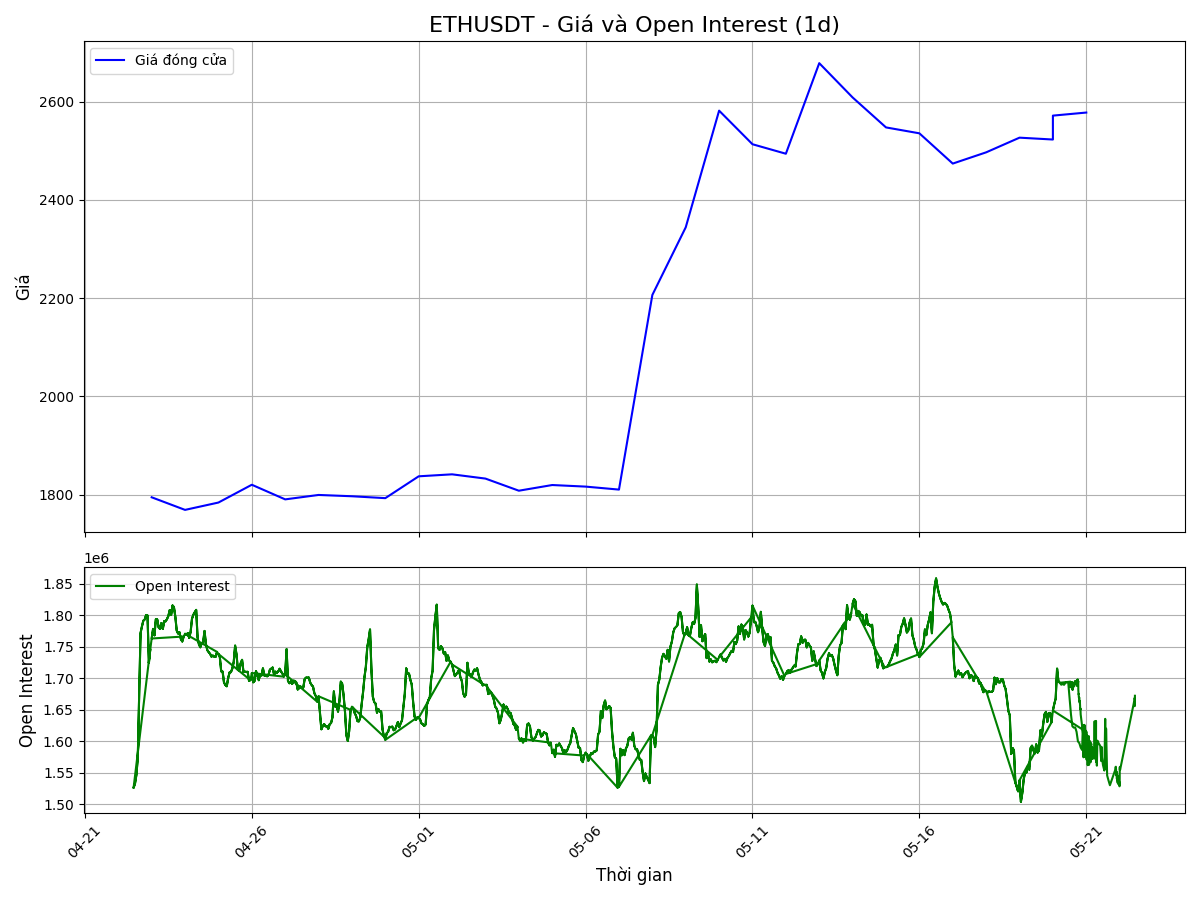 ETHUSDT - Giá và Open Interest (1d)
Giá đóng cửa
2600
2400
2200
2000
1800
Giá
1e6
Open Interest
1.85
1.80
1.75
1.70
1.65
1.60
1.55
1.50
Open Interest
04-21
04-26
05-01
05-06
05-11
05-16
05-21
Thời gian